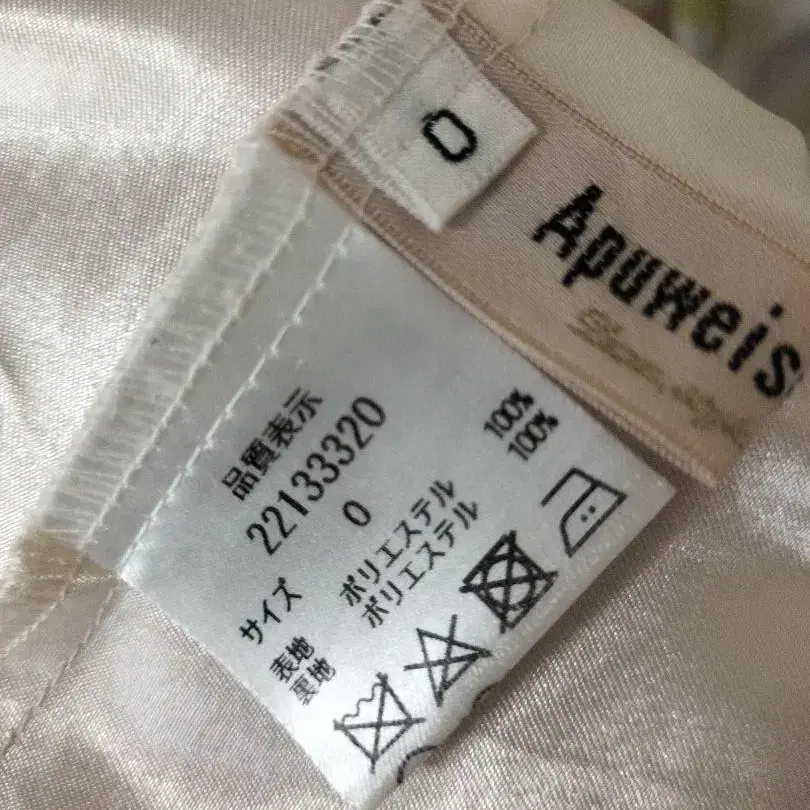 0
Apuweis
品質表示
22133320
サイズ 0
表地 ポリエステル 100%
裏地 ポリエステル 100%